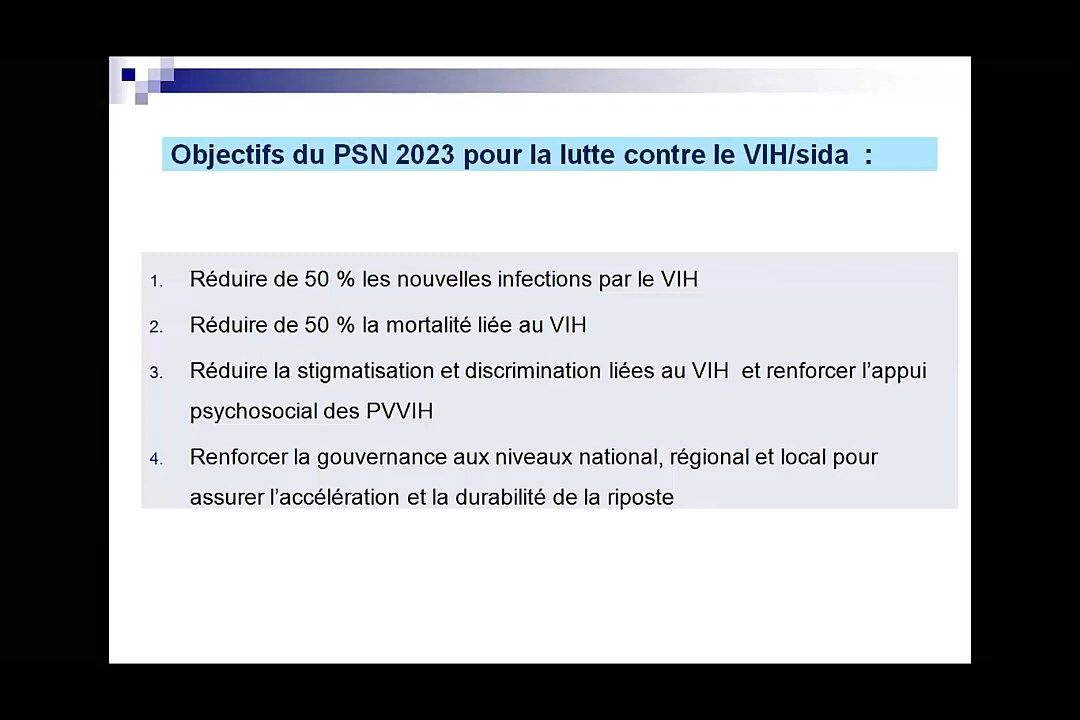 Objectifs du PSN 2023 pour la lutte contre le VIH/sida :
1. Réduire de 50 % les nouvelles infections par le VIH
2. Réduire de 50 % la mortalité liée au VIH
3. Réduire la stigmatisation et discrimination liées au VIH et renforcer l’appui
psychosocial des PVVIH
4. Renforcer la gouvernance aux niveaux national, régional et local pour
assurer l’accélération et la durabilité de la riposte